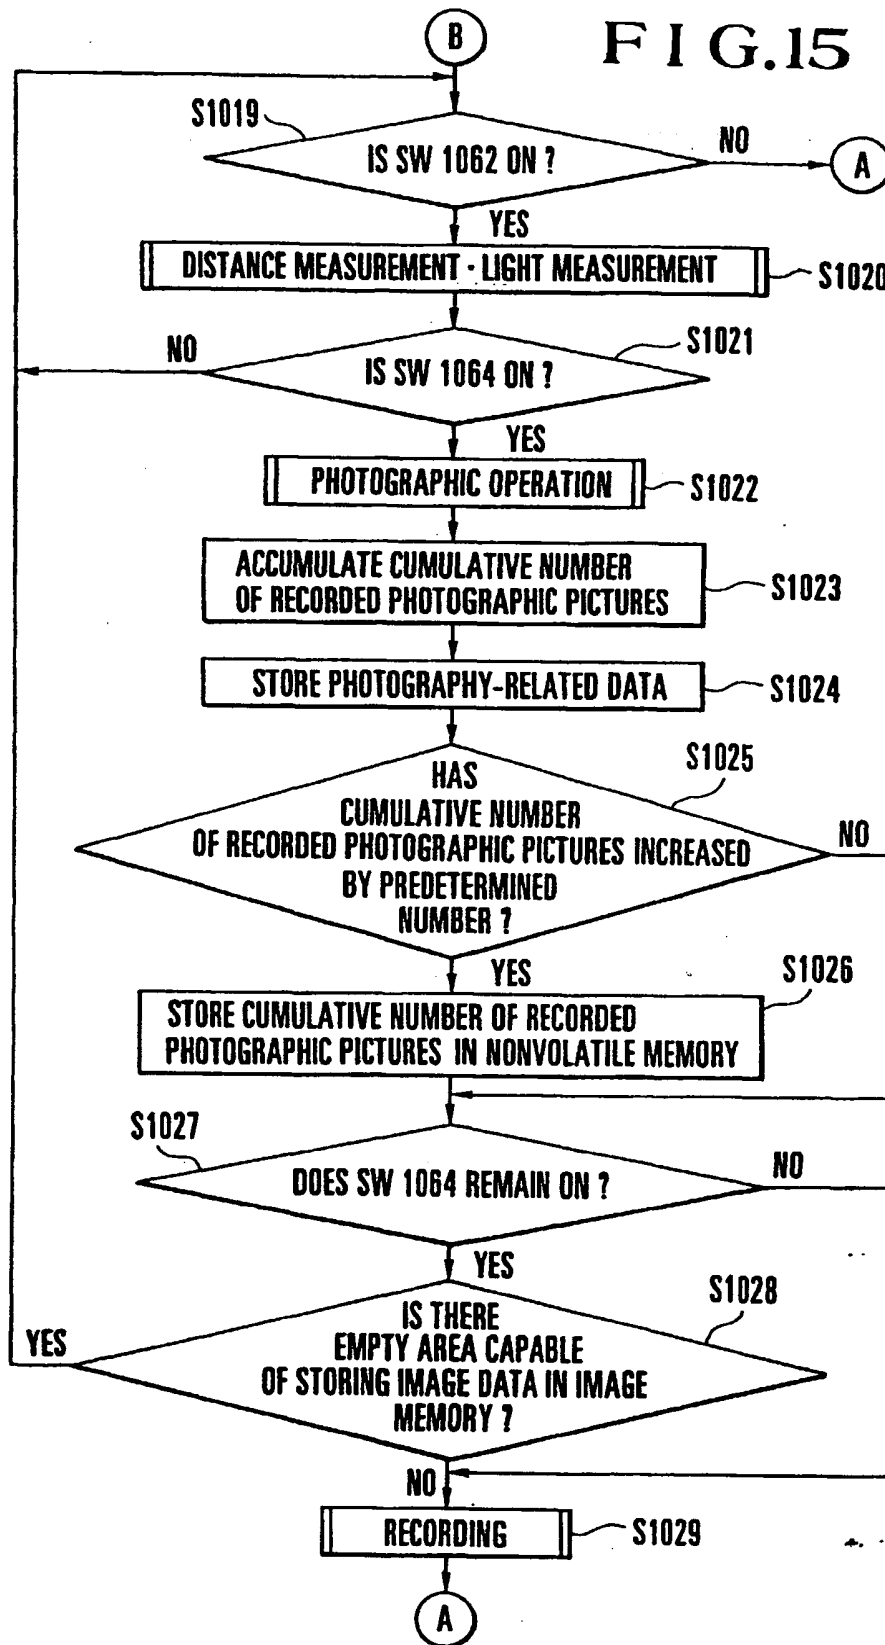 B
F I G.15
S1019
IS SW 1062 ON ?
NO
A
YES
DISTANCE MEASUREMENT · LIGHT MEASUREMENT
S1020
S1021
NO
IS SW 1064 ON ?
YES
PHOTOGRAPHIC OPERATION
S1022
ACCUMULATE CUMULATIVE NUMBER
OF RECORDED PHOTOGRAPHIC PICTURES
S1023
STORE PHOTOGRAPHY-RELATED DATA
S1024
S1025
HAS
CUMULATIVE NUMBER
OF RECORDED PHOTOGRAPHIC PICTURES INCREASED
BY PREDETERMINED
NUMBER ?
NO
YES
S1026
STORE CUMULATIVE NUMBER OF RECORDED
PHOTOGRAPHIC PICTURES IN NONVOLATILE MEMORY
S1027
DOES SW 1064 REMAIN ON ?
NO
YES
S1028
IS THERE
EMPTY AREA CAPABLE
OF STORING IMAGE DATA IN IMAGE
MEMORY ?
YES
NO
RECORDING
S1029
A